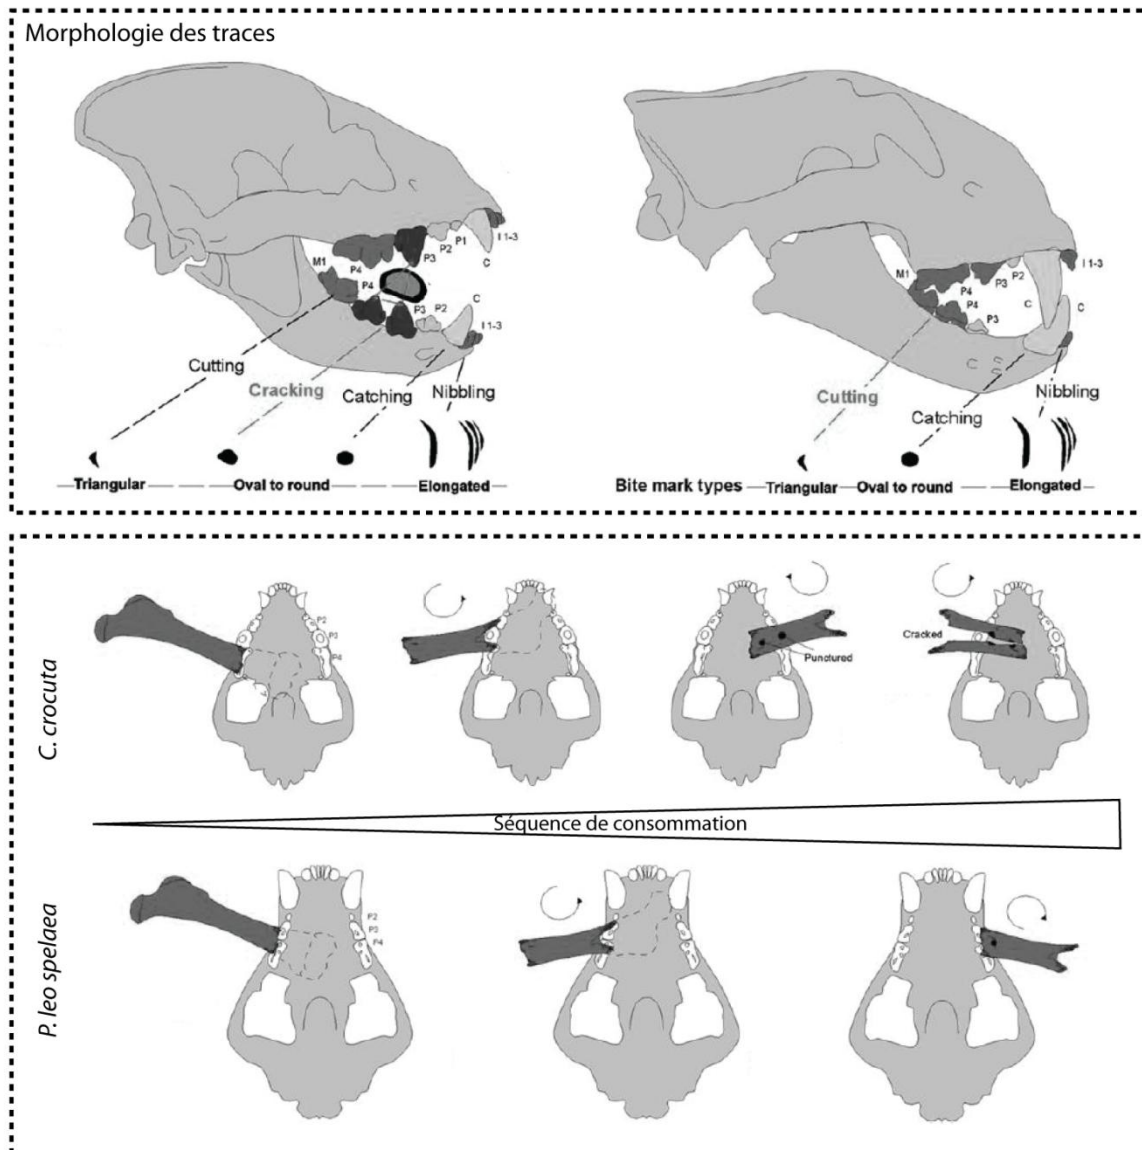 Morphologie des traces
M1
P4
P4
P3
P2
P1
I 1-3
C
P3
P2
C
I 1-3
Cutting
Cracking
Catching
Nibbling
Triangular
Oval to round
Elongated
M1
P4
P3
P2
P4
P3
C
C
I 1-3
I 1-3
Cutting
Catching
Nibbling
Bite mark types
Triangular
Oval to round
Elongated
C. crocuta
P2
P3
P4
Punctured
Cracked
Séquence de consommation
P. leo spelaea
P2
P3
P4